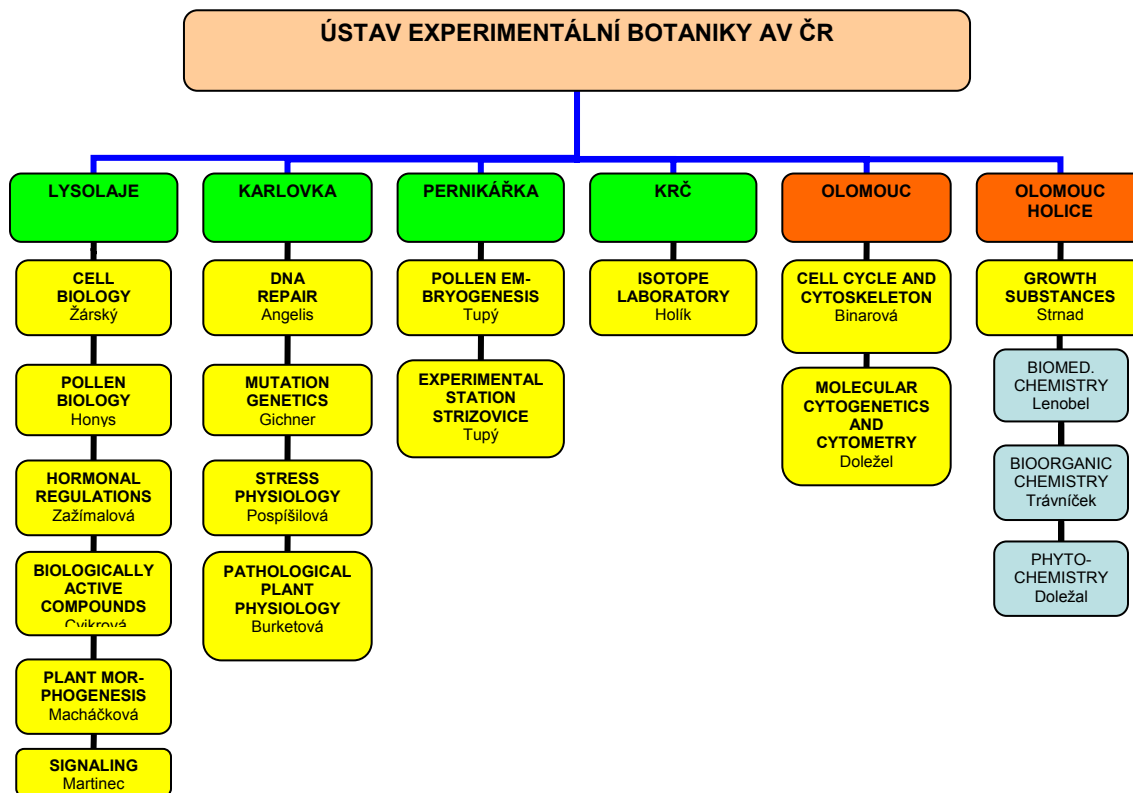 ÚSTAV EXPERIMENTÁLNÍ BOTANIKY AV ČR
LYSOLAJE
KARLOVKA
PERNIKÁŘKA
KRČ
OLOMOUC
OLOMOUC
HOLICE
CELL
BIOLOGY
Žárský
POLLEN
BIOLOGY
Honys
HORMONAL
REGULATIONS
Zažímalová
BIOLOGICALLY
ACTIVE
COMPOUNDS
Cvikrová
PLANT MOR-
PHOGENESIS
Macháčková
SIGNALING
Martinec
DNA
REPAIR
Angelis
MUTATION
GENETICS
Gichner
STRESS
PHYSIOLOGY
Pospíšilová
PATHOLOGICAL
PLANT
PHYSIOLOGY
Burketová
POLLEN EM-
BRYOGENESIS
Tupý
EXPERIMENTAL
STATION
STRIZOVICE
Tupý
ISOTOPE
LABORATORY
Holík
CELL CYCLE AND
CYTOSKELETON
Binarová
MOLECULAR
CYTOGENETICS
AND
CYTOMETRY
Doležel
GROWTH
SUBSTANCES
Strnad
BIOMED.
CHEMISTRY
Lenobel
BIOORGANIC
CHEMISTRY
Trávníček
PHYTO-
CHEMISTRY
Doležal